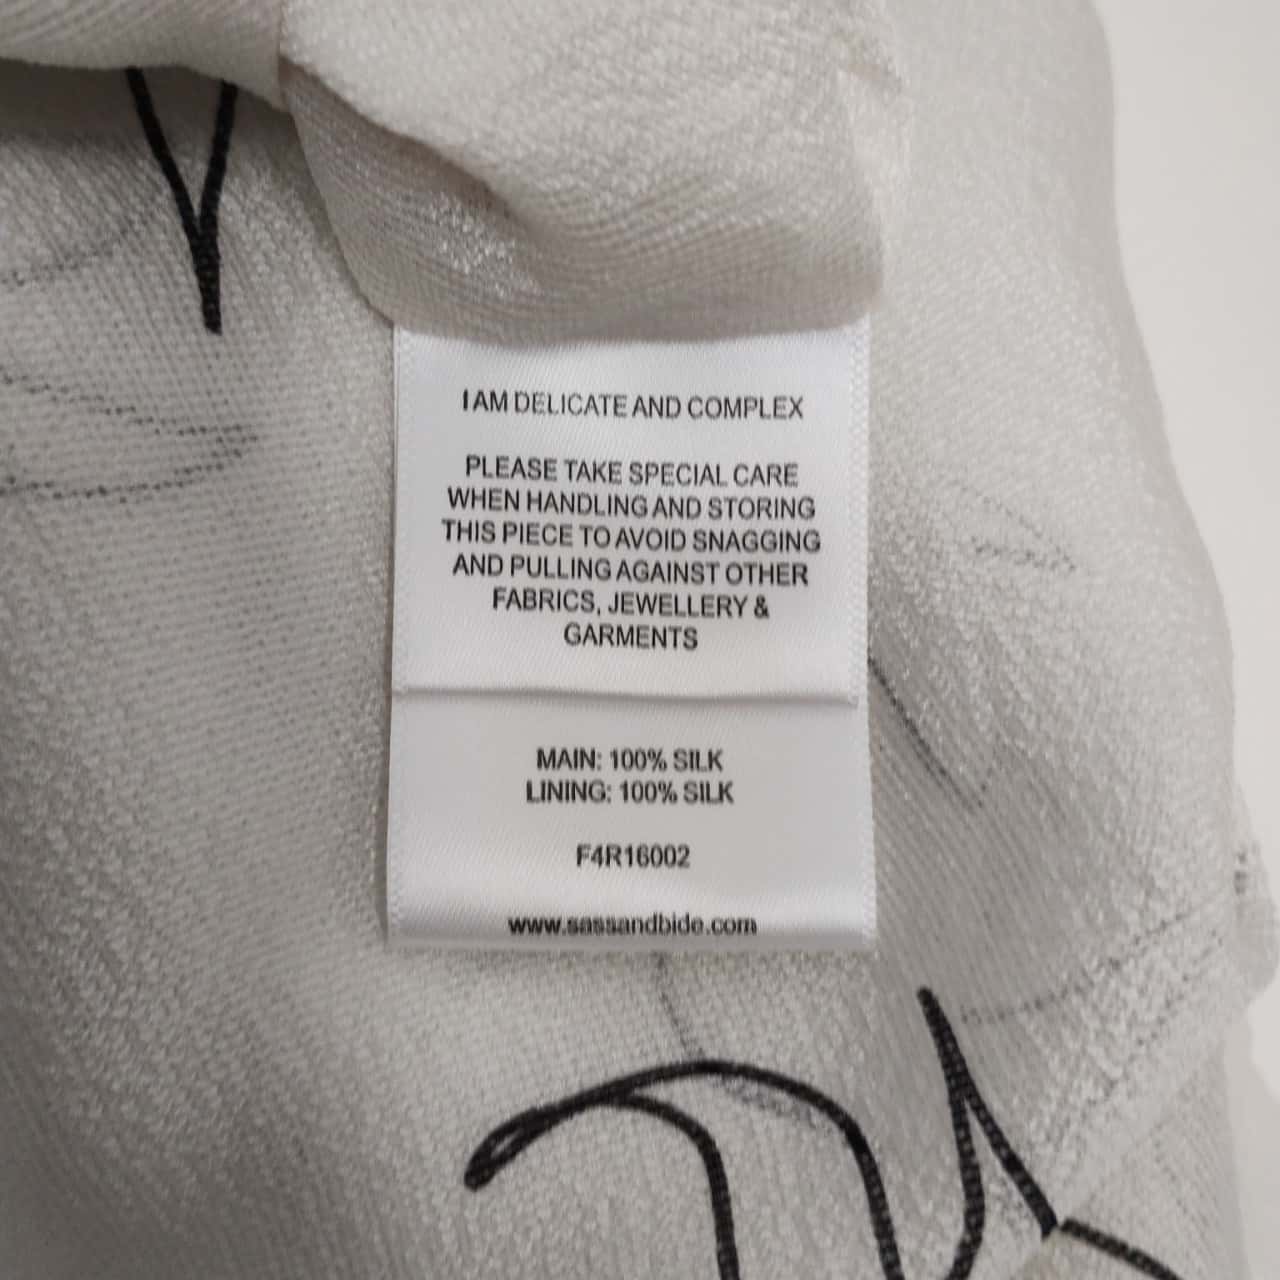 I AM DELICATE AND COMPLEX
PLEASE TAKE SPECIAL CARE
WHEN HANDLING AND STORING
THIS PIECE TO AVOID SNAGGING
AND PULLING AGAINST OTHER
FABRICS, JEWELLERY &
GARMENTS
MAIN: 100% SILK
LINING: 100% SILK
F4R16002
www.sassandbide.com